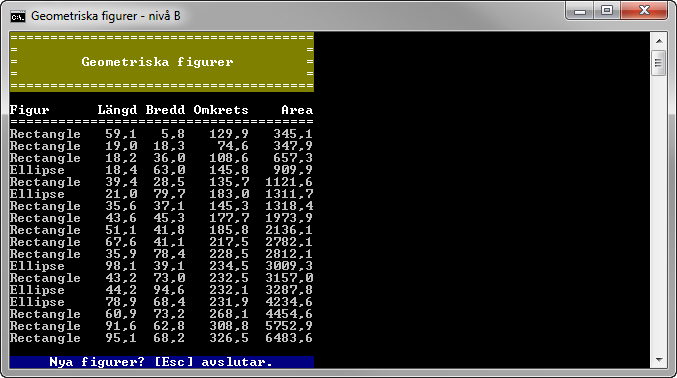 Geometriska figurer - nivå B
========================================
=                                      =
=        Geometriska figurer           =
=                                      =
========================================
Figur Längd Bredd Omkrets Area
========================================
Rectangle 59,1 5,8 129,9 345,1
Rectangle 19,0 18,3 74,6 347,9
Rectangle 18,2 36,0 108,6 657,3
Ellipse 18,4 63,0 145,8 909,9
Rectangle 39,4 28,5 135,7 1121,6
Ellipse 21,0 79,7 183,0 1311,7
Rectangle 35,6 37,1 145,3 1318,4
Rectangle 43,6 45,3 177,7 1973,9
Rectangle 51,1 41,8 185,8 2136,1
Rectangle 67,6 41,1 217,5 2782,1
Rectangle 35,9 78,4 228,5 2812,1
Ellipse 98,1 39,1 234,5 3009,3
Rectangle 43,2 73,0 232,5 3157,0
Ellipse 44,2 94,6 232,1 3287,8
Ellipse 78,9 68,4 231,9 4234,6
Rectangle 60,9 73,2 268,1 4454,6
Rectangle 91,6 62,8 308,8 5752,9
Rectangle 95,1 68,2 326,5 6483,6
Nya figurer? [Esc] avslutar.